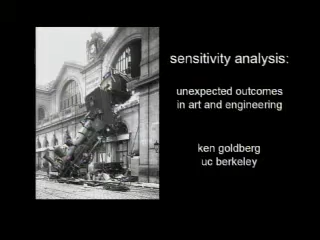 sensitivity analysis:
unexpected outcomes
in art and engineering
ken goldberg
uc berkeley